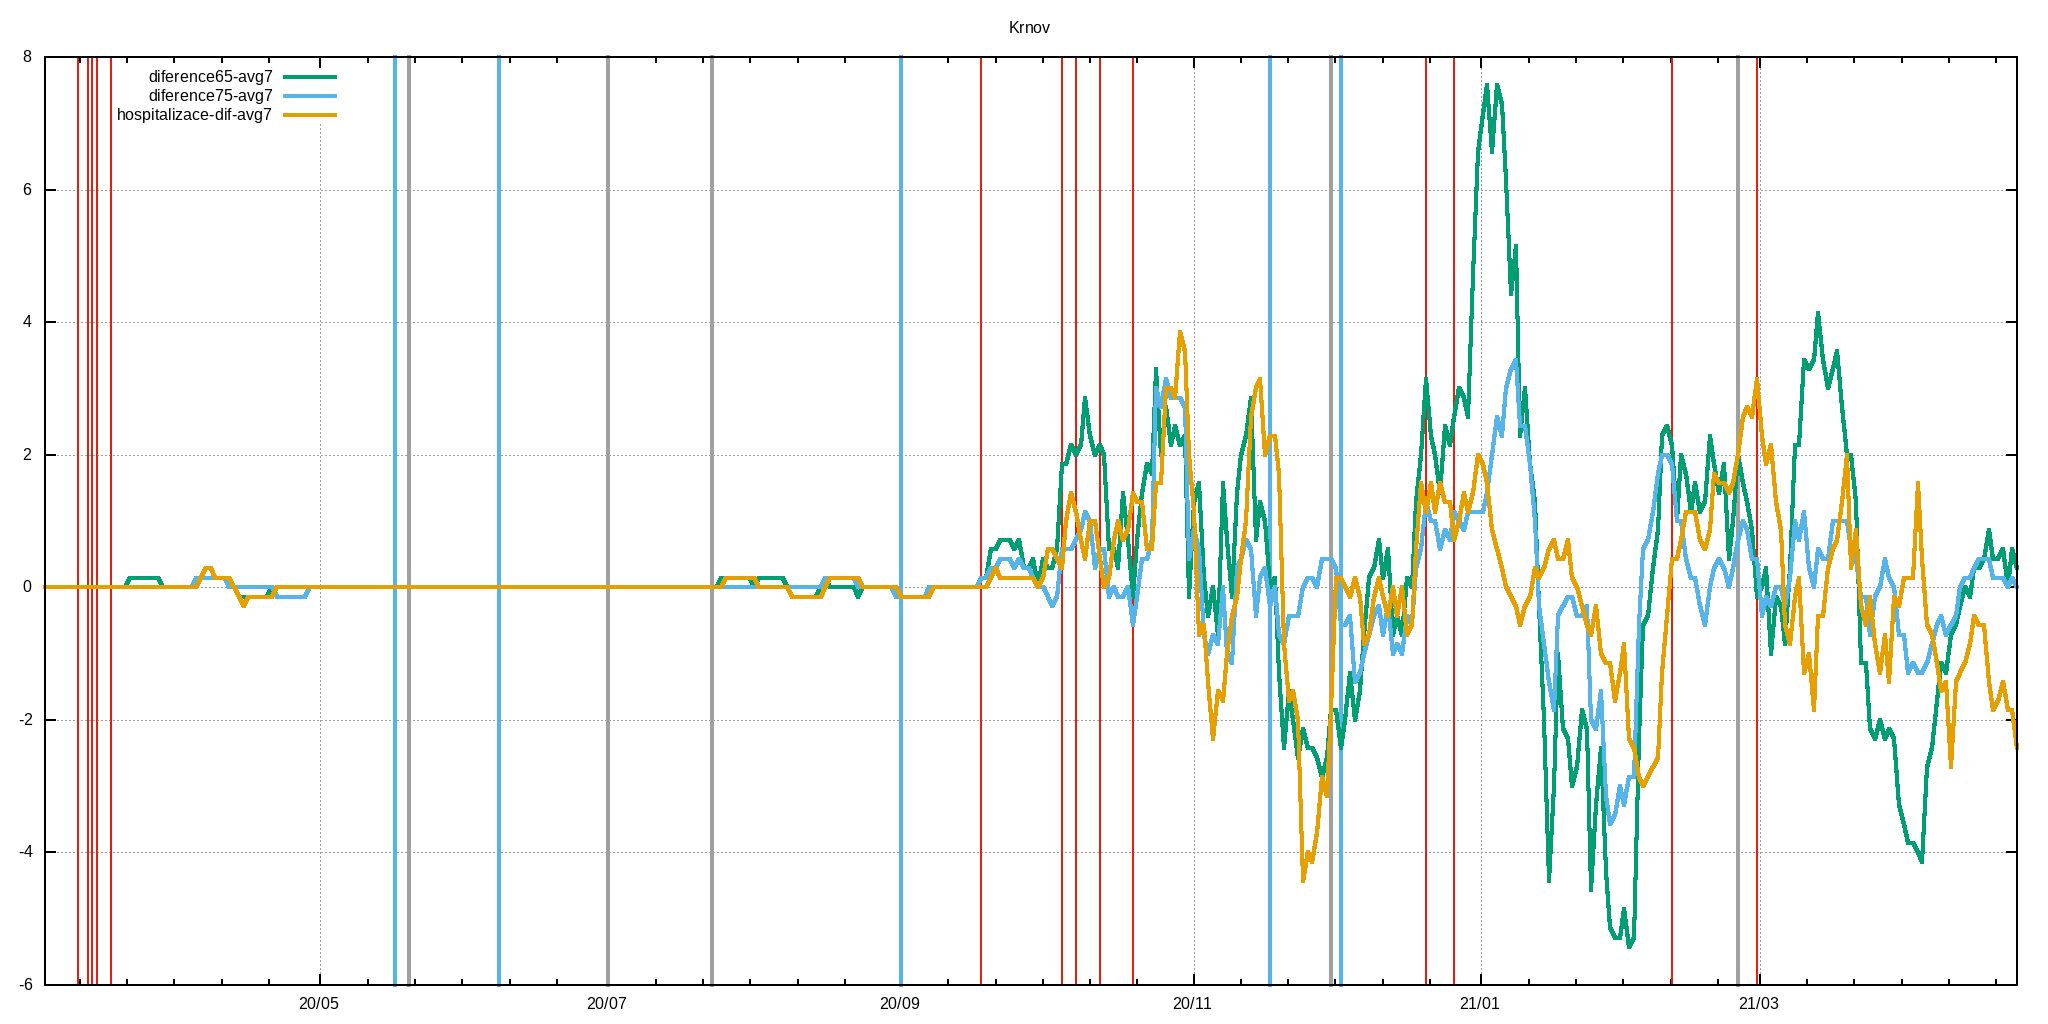 Krnov
diference65-avg7
diference75-avg7
hospitalizace-dif-avg7
8
6
4
2
0
-2
-4
-6
20/05 20/07 20/09 20/11 21/01 21/03